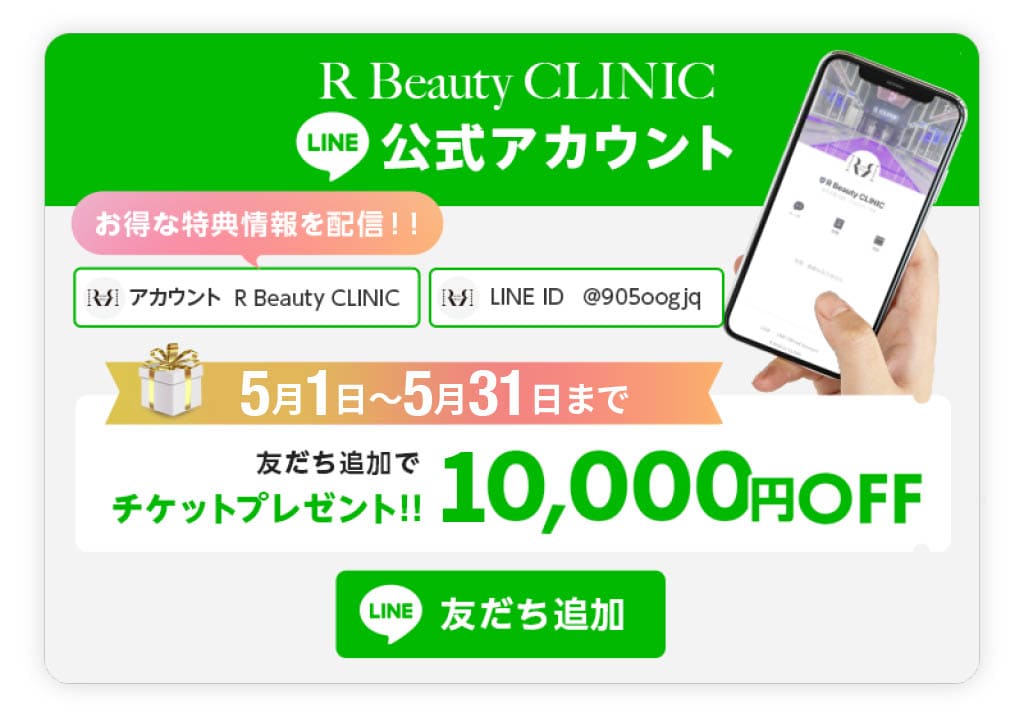 R Beauty CLINIC
LINE 公式アカウント
お得な特典情報を配信！！
アカウント R Beauty CLINIC
LINE ID @905oogjq
5月1日〜5月31日まで
友だち追加で
チケットプレゼント!!
10,000円OFF
LINE 友だち追加